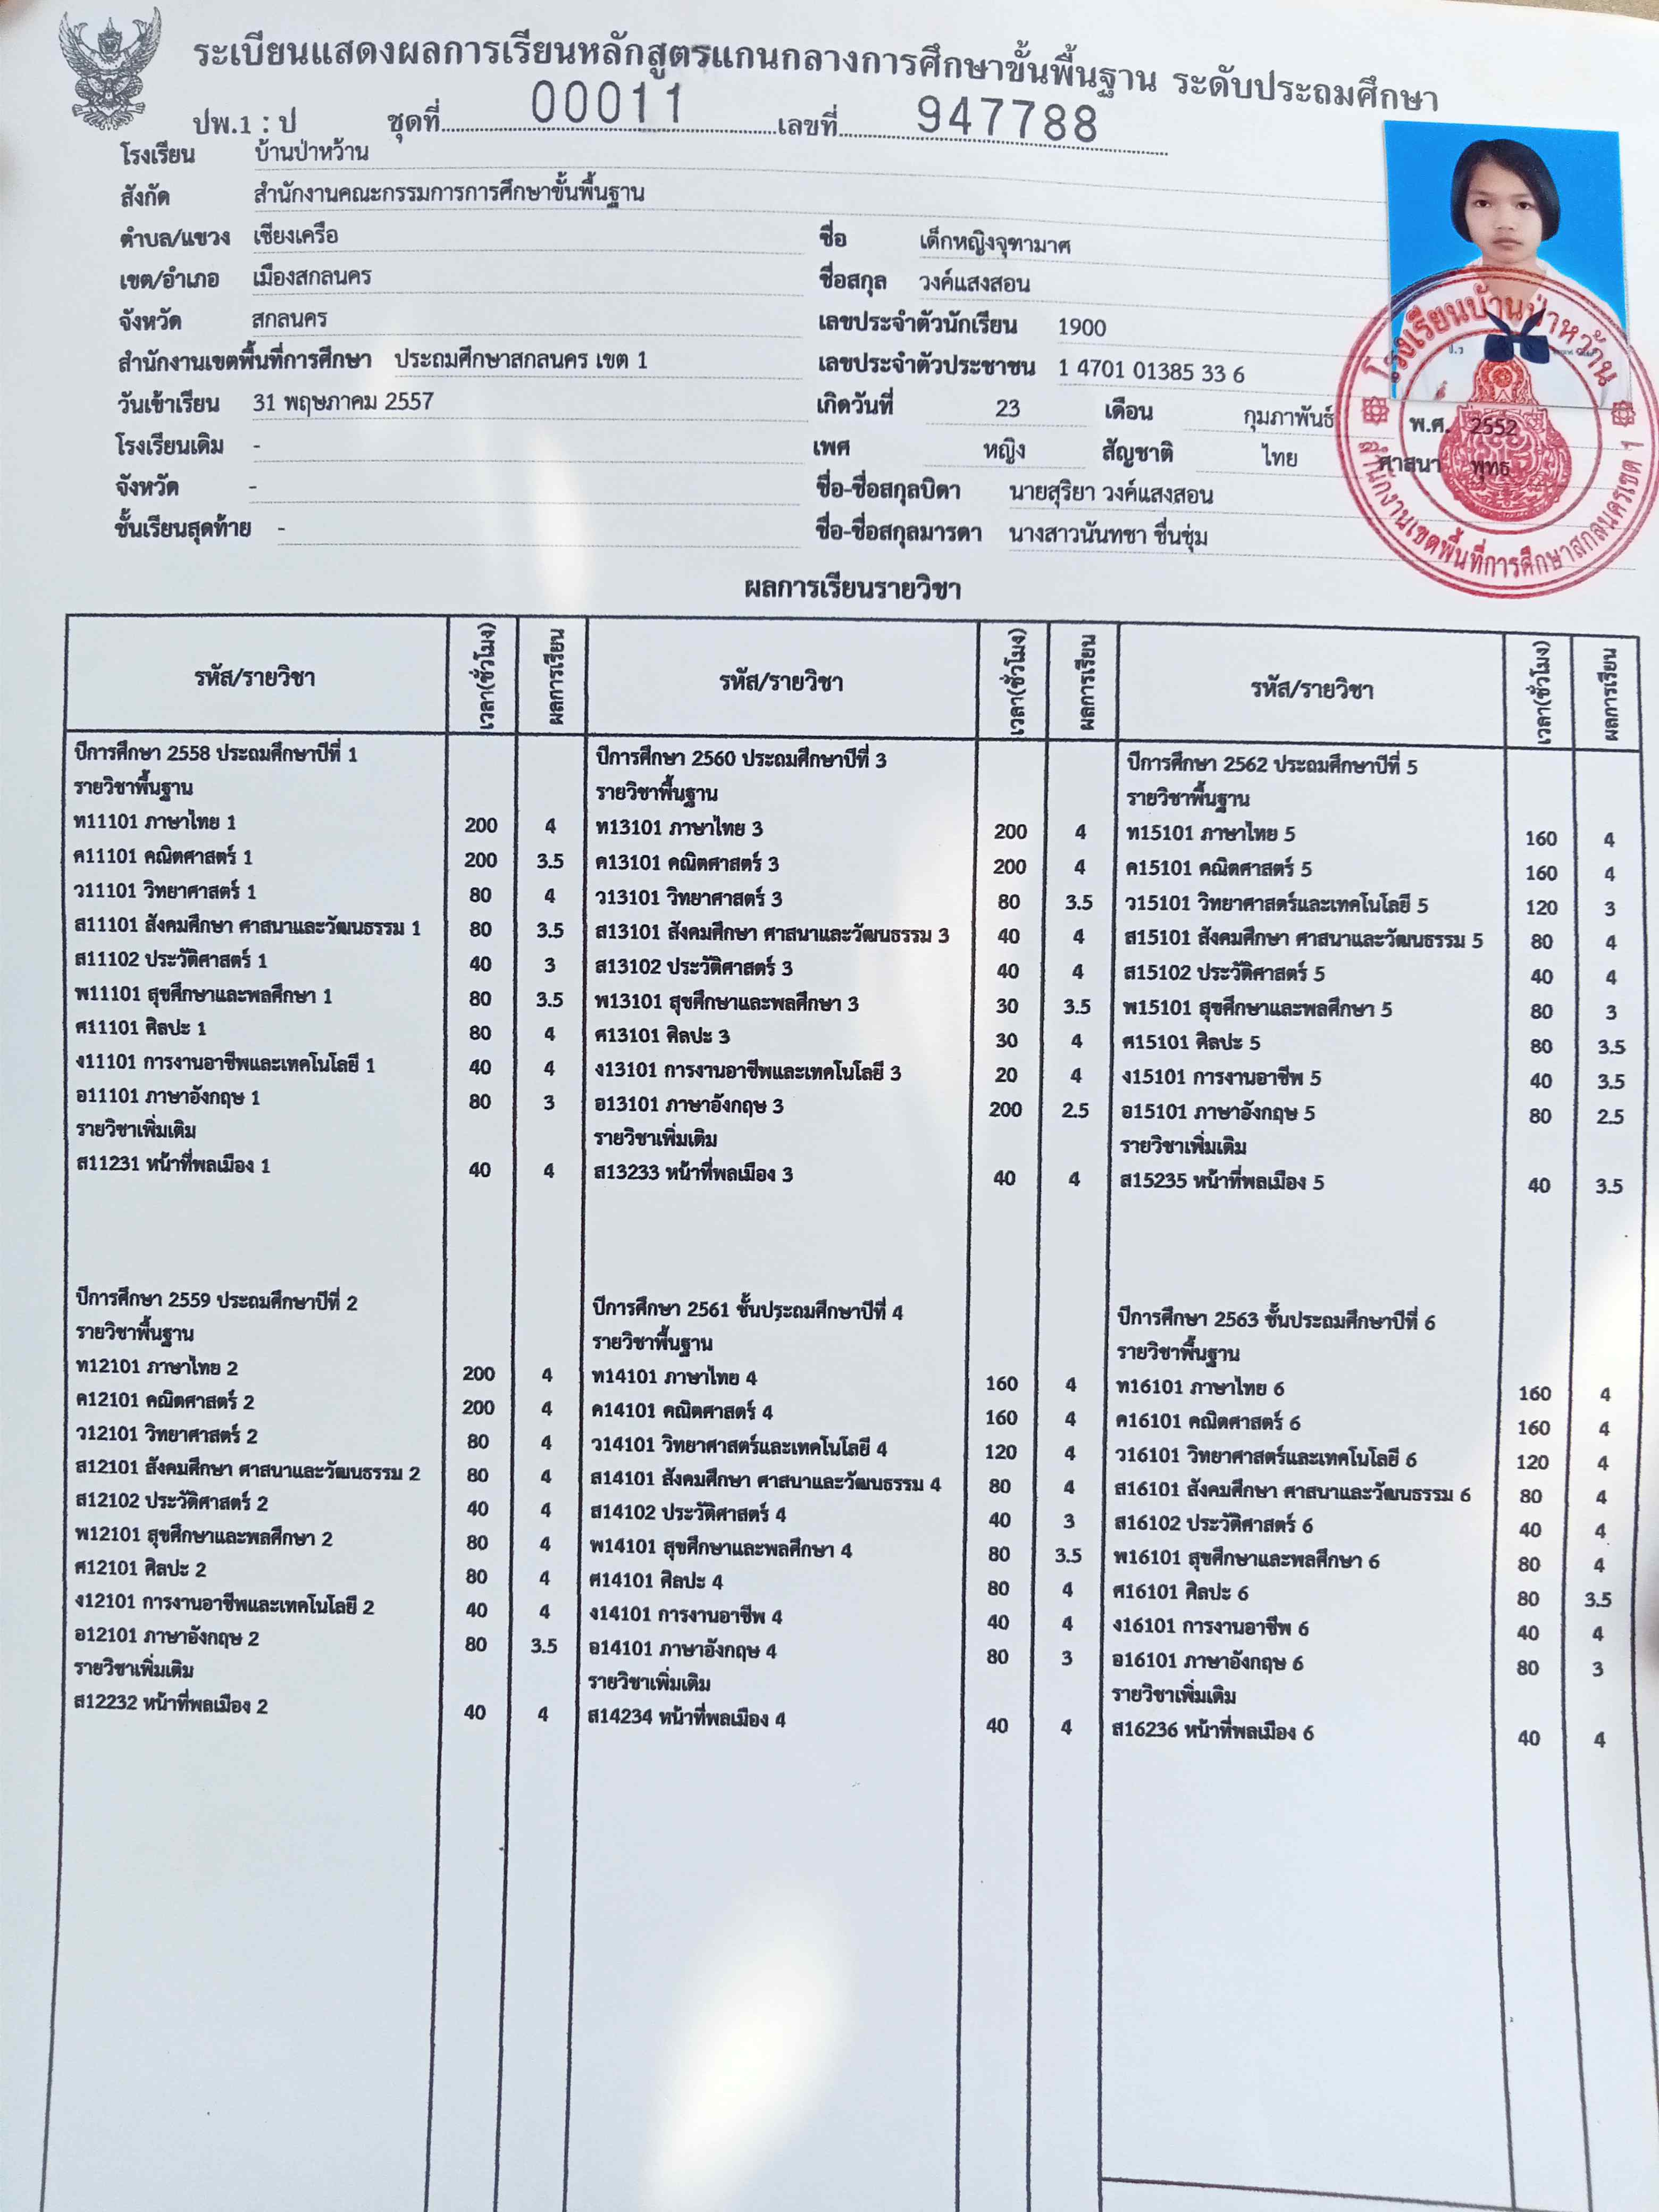 ระเบียนแสดงผลการเรียนหลักสูตรแกนกลางการศึกษาขั้นพื้นฐาน ระดับประถมศึกษา
ปพ.1 : ป ชุดที่ 00011 เลขที่ 947788
โรงเรียน บ้านป่าหว้าน
สังกัด สำนักงานคณะกรรมการการศึกษาขั้นพื้นฐาน
ตำบล/แขวง เชียงเครือ
เขต/อำเภอ เมืองสกลนคร
จังหวัด สกลนคร
สำนักงานเขตพื้นที่การศึกษา ประถมศึกษาสกลนคร เขต 1
วันเข้าเรียน 31 พฤษภาคม 2557
โรงเรียนเดิม -
จังหวัด -
ชั้นเรียนสุดท้าย -
ชื่อ เด็กหญิงจุฑามาศ
ชื่อสกุล วงค์แสงสอน
เลขประจำตัวนักเรียน 1900
เลขประจำตัวประชาชน 1 4701 01385 33 6
เกิดวันที่ 23 เดือน กุมภาพันธ์ พ.ศ. 2552
เพศ หญิง สัญชาติ ไทย ศาสนา พุทธ
ชื่อ-ชื่อสกุลบิดา นายสุริยา วงค์แสงสอน
ชื่อ-ชื่อสกุลมารดา นางสาวนันทชา ชื่นชุ่ม
โรงเรียนบ้านป่าหว้าน
สำนักงานเขตพื้นที่การศึกษาสกลนครเขต 1
ผลการเรียนรายวิชา
รหัส/รายวิชา เวลา(ชั่วโมง) ผลการเรียน
ปีการศึกษา 2558 ประถมศึกษาปีที่ 1
รายวิชาพื้นฐาน
ท11101 ภาษาไทย 1 200 4
ค11101 คณิตศาสตร์ 1 200 3.5
ว11101 วิทยาศาสตร์ 1 80 4
ส11101 สังคมศึกษา ศาสนาและวัฒนธรรม 1 80 3.5
ส11102 ประวัติศาสตร์ 1 40 3
พ11101 สุขศึกษาและพลศึกษา 1 80 3.5
ศ11101 ศิลปะ 1 80 4
ง11101 การงานอาชีพและเทคโนโลยี 1 40 4
อ11101 ภาษาอังกฤษ 1 80 3
รายวิชาเพิ่มเติม
ส11231 หน้าที่พลเมือง 1 40 4
ปีการศึกษา 2559 ประถมศึกษาปีที่ 2
รายวิชาพื้นฐาน
ท12101 ภาษาไทย 2 200 4
ค12101 คณิตศาสตร์ 2 200 4
ว12101 วิทยาศาสตร์ 2 80 4
ส12101 สังคมศึกษา ศาสนาและวัฒนธรรม 2 80 4
ส12102 ประวัติศาสตร์ 2 40 4
พ12101 สุขศึกษาและพลศึกษา 2 80 4
ศ12101 ศิลปะ 2 80 4
ง12101 การงานอาชีพและเทคโนโลยี 2 40 4
อ12101 ภาษาอังกฤษ 2 80 3.5
รายวิชาเพิ่มเติม
ส12232 หน้าที่พลเมือง 2 40 4
รหัส/รายวิชา เวลา(ชั่วโมง) ผลการเรียน
ปีการศึกษา 2560 ประถมศึกษาปีที่ 3
รายวิชาพื้นฐาน
ท13101 ภาษาไทย 3 200 4
ค13101 คณิตศาสตร์ 3 200 4
ว13101 วิทยาศาสตร์ 3 80 3.5
ส13101 สังคมศึกษา ศาสนาและวัฒนธรรม 3 40 4
ส13102 ประวัติศาสตร์ 3 40 4
พ13101 สุขศึกษาและพลศึกษา 3 30 3.5
ศ13101 ศิลปะ 3 30 4
ง13101 การงานอาชีพและเทคโนโลยี 3 20 4
อ13101 ภาษาอังกฤษ 3 200 2.5
รายวิชาเพิ่มเติม
ส13233 หน้าที่พลเมือง 3 40 4
ปีการศึกษา 2561 ชั้นประถมศึกษาปีที่ 4
รายวิชาพื้นฐาน
ท14101 ภาษาไทย 4 160 4
ค14101 คณิตศาสตร์ 4 160 4
ว14101 วิทยาศาสตร์และเทคโนโลยี 4 120 4
ส14101 สังคมศึกษา ศาสนาและวัฒนธรรม 4 80 4
ส14102 ประวัติศาสตร์ 4 40 3
พ14101 สุขศึกษาและพลศึกษา 4 80 3.5
ศ14101 ศิลปะ 4 80 4
ง14101 การงานอาชีพ 4 40 4
อ14101 ภาษาอังกฤษ 4 80 3
รายวิชาเพิ่มเติม
ส14234 หน้าที่พลเมือง 4 40 4
รหัส/รายวิชา เวลา(ชั่วโมง) ผลการเรียน
ปีการศึกษา 2562 ประถมศึกษาปีที่ 5
รายวิชาพื้นฐาน
ท15101 ภาษาไทย 5 160 4
ค15101 คณิตศาสตร์ 5 160 4
ว15101 วิทยาศาสตร์และเทคโนโลยี 5 120 3
ส15101 สังคมศึกษา ศาสนาและวัฒนธรรม 5 80 4
ส15102 ประวัติศาสตร์ 5 40 4
พ15101 สุขศึกษาและพลศึกษา 5 80 3
ศ15101 ศิลปะ 5 80 3.5
ง15101 การงานอาชีพ 5 40 3.5
อ15101 ภาษาอังกฤษ 5 80 2.5
รายวิชาเพิ่มเติม
ส15235 หน้าที่พลเมือง 5 40 3.5
ปีการศึกษา 2563 ชั้นประถมศึกษาปีที่ 6
รายวิชาพื้นฐาน
ท16101 ภาษาไทย 6 160 4
ค16101 คณิตศาสตร์ 6 160 4
ว16101 วิทยาศาสตร์และเทคโนโลยี 6 120 4
ส16101 สังคมศึกษา ศาสนาและวัฒนธรรม 6 80 4
ส16102 ประวัติศาสตร์ 6 40 4
พ16101 สุขศึกษาและพลศึกษา 6 80 4
ศ16101 ศิลปะ 6 80 3.5
ง16101 การงานอาชีพ 6 40 4
อ16101 ภาษาอังกฤษ 6 80 3
รายวิชาเพิ่มเติม
ส16236 หน้าที่พลเมือง 6 40 4